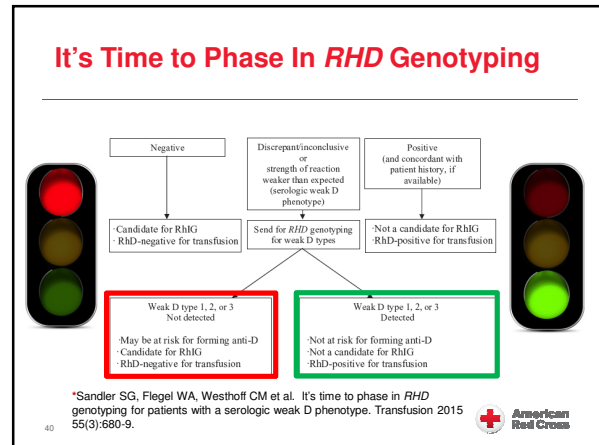 It's Time to Phase In RHD Genotyping
Negative
Discrepant/inconclusive
or
strength of reaction
weaker than expected
(serologic weak D
phenotype)
Positive
(and concordant with
patient history, if
available)
·Candidate for RhIG
·RhD-negative for transfusion
Send for RHD genotyping
for weak D types
·Not a candidate for RhIG
·RhD-positive for transfusion
Weak D type 1, 2, or 3
Not detected
·May be at risk for forming anti-D
·Candidate for RhIG
·RhD-negative for transfusion
Weak D type 1, 2, or 3
Detected
·Not at risk for forming anti-D
·Not a candidate for RhIG
·RhD-positive for transfusion
*Sandler SG, Flegel WA, Westhoff CM et al. It's time to phase in RHD
genotyping for patients with a serologic weak D phenotype. Transfusion 2015
55(3):680-9.
40
American
Red Cross